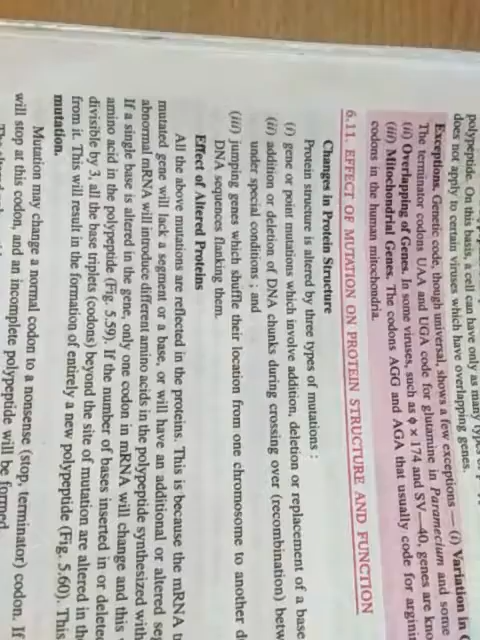 polypeptide. On this basis, a cell can have only as many types of
does not apply to certain viruses which have overlapping genes.
Exceptions. Genetic code, though universal, shows a few exceptions — (i) Variation in
The terminator codons UAA and UGA code for glutamine in Paramecium and some
(ii) Overlapping of Genes. In some viruses, such as ϕ × 174 and SV—40, genes are
(iii) Mitochondrial Genes. The codons AGG and AGA that usually code for
codons in the human mitochondria.
6.11. EFFECT OF MUTATION ON PROTEIN STRUCTURE AND FUNCTION
Changes in Protein Structure
Protein structure is altered by three types of mutations :
(i) gene or point mutations which involve addition, deletion or replacement of a base
(ii) addition or deletion of DNA chunks during crossing over (recombination)
under special conditions ; and
(iii) jumping genes which shuffle their location from one chromosome to another
DNA sequences flanking them.
Effect of Altered Proteins
All the above mutations are reflected in the proteins. This is because the mRNA
mutated gene will lack a segment or a base, or will have an additional or altered
abnormal mRNA will introduce different amino acids in the polypeptide synthesized
If a single base is altered in the gene, only one codon in mRNA will change and this
amino acid in the polypeptide (Fig. 5.59). If the number of bases inserted in or
divisible by 3, all the base triplets (codons) beyond the site of mutation are altered in the
from it. This will result in the formation of entirely a new polypeptide (Fig. 5.60). This
mutation.
Mutation may change a normal codon to a nonsense (stop, terminator) codon. If
will stop at this codon, and an incomplete polypeptide will be formed.